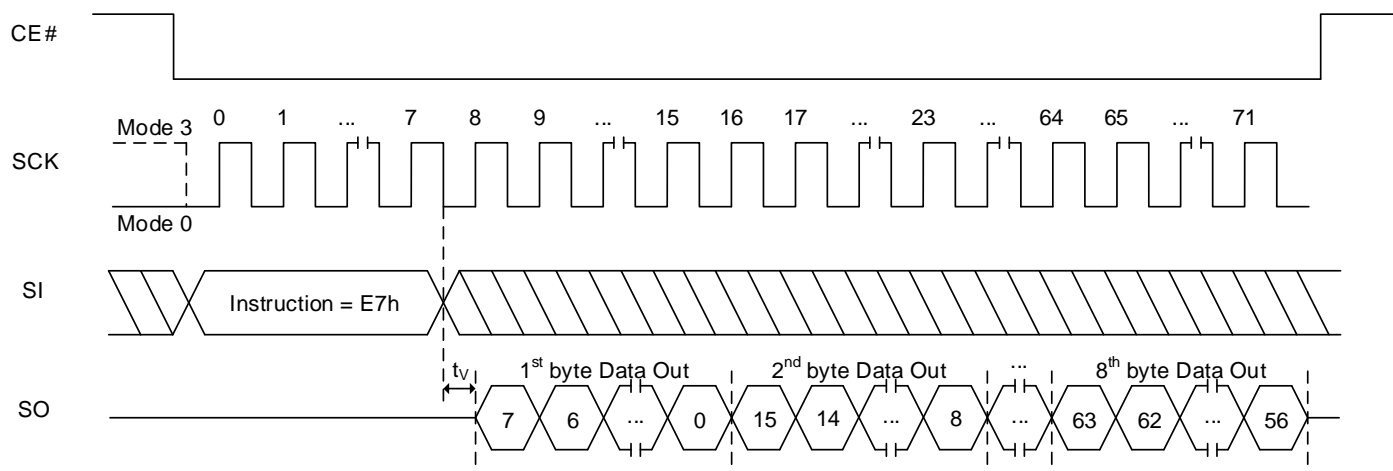 CE#
0 1 ... 7 8 9 ... 15 16 17 ... 23 ... 64 65 ... 71
Mode 3
SCK
Mode 0
SI
Instruction = E7h
tV 1st byte Data Out 2nd byte Data Out ... 8th byte Data Out
SO
7 6 ... 0 15 14 ... 8 ... 63 62 ... 56